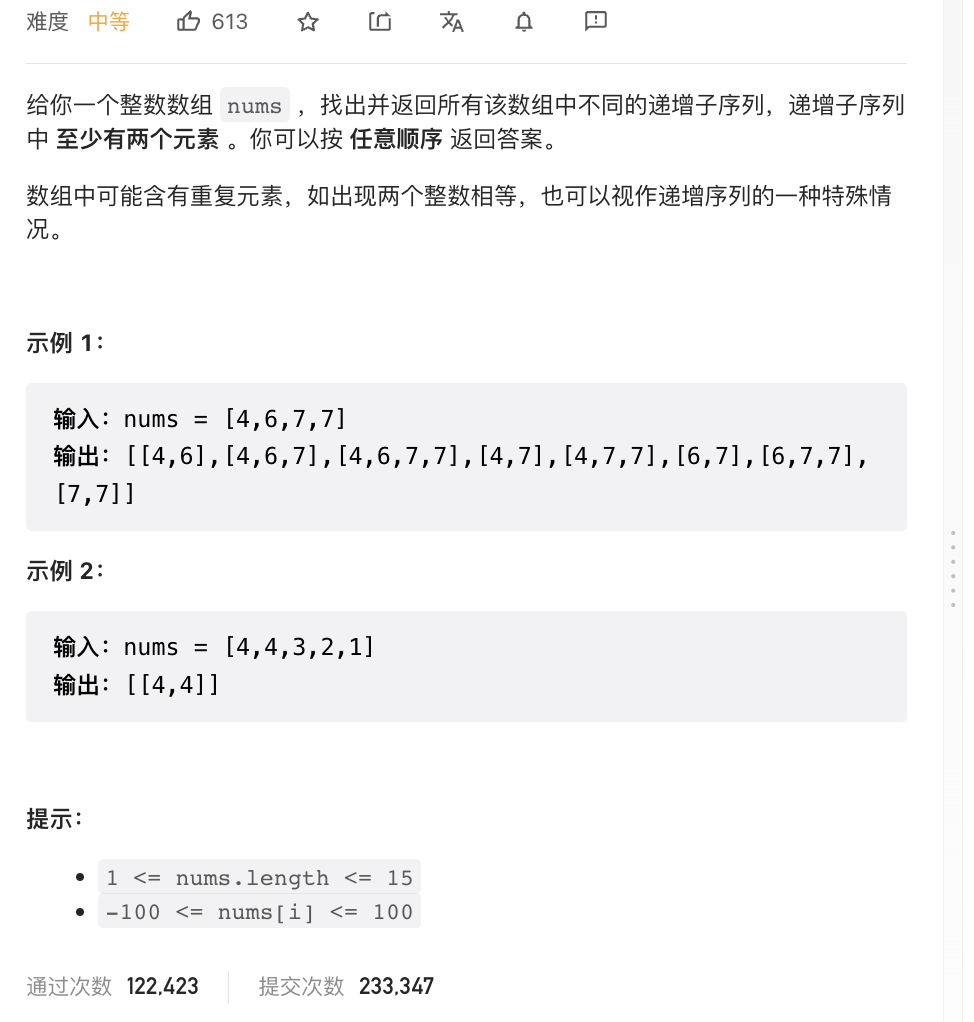 难度 中等 613
给你一个整数数组 nums ，找出并返回所有该数组中不同的递增子序列，递增子序列
中 至少有两个元素 。你可以按 任意顺序 返回答案。
数组中可能含有重复元素，如出现两个整数相等，也可以视作递增序列的一种特殊情
况。
示例 1：
输入：nums = [4,6,7,7]
输出：[[4,6],[4,6,7],[4,6,7,7],[4,7],[4,7,7],[6,7],[6,7,7],
[7,7]]
示例 2：
输入：nums = [4,4,3,2,1]
输出：[[4,4]]
提示：
1 <= nums.length <= 15
-100 <= nums[i] <= 100
通过次数 122,423 提交次数 233,347